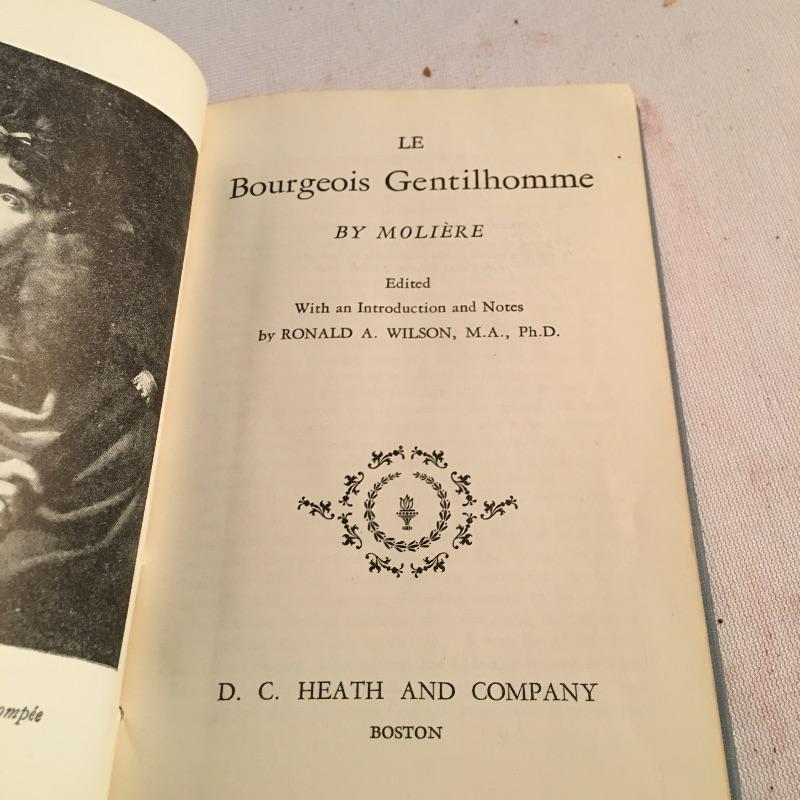 LE
Bourgeois Gentilhomme
BY MOLIÈRE
Edited
With an Introduction and Notes
by RONALD A. WILSON, M.A., Ph.D.
D. C. HEATH AND COMPANY
BOSTON